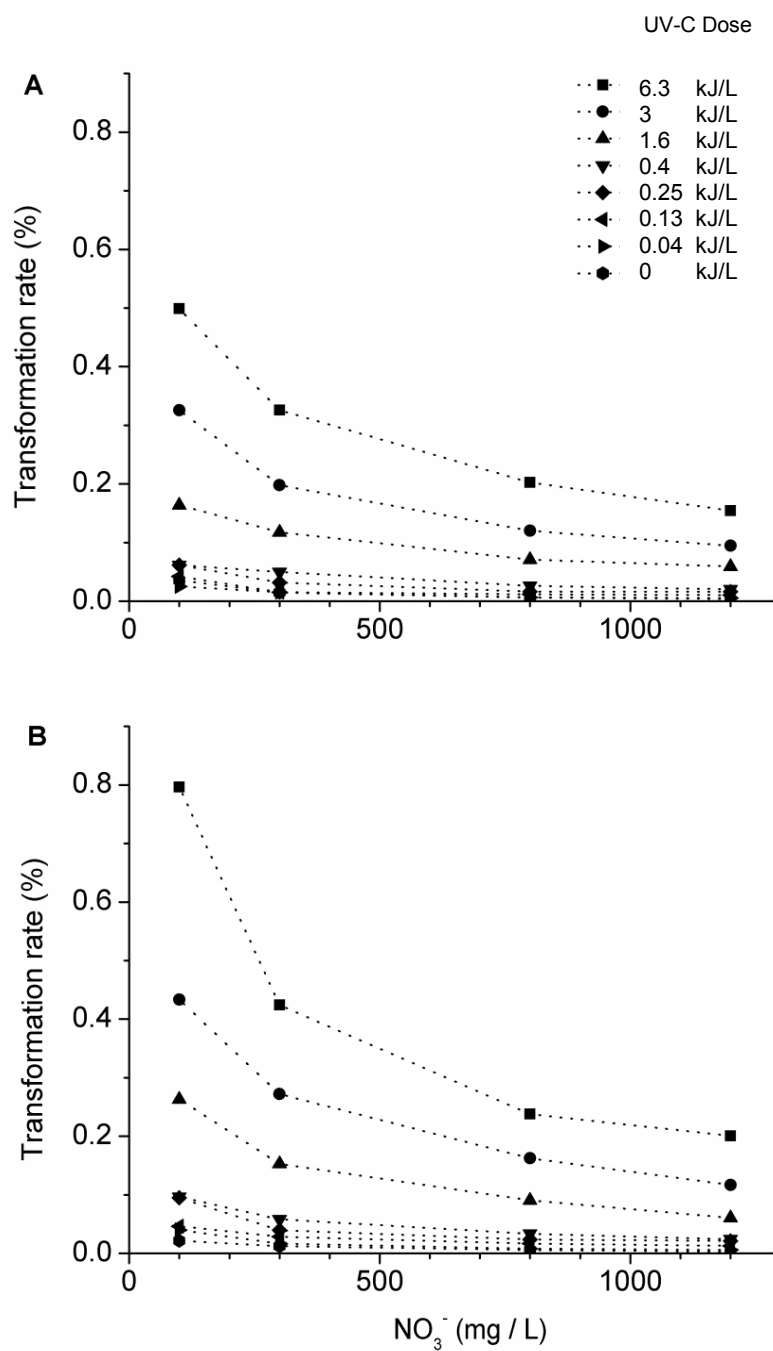 UV-C Dose
A
6.3 kJ/L
3 kJ/L
1.6 kJ/L
0.4 kJ/L
0.25 kJ/L
0.13 kJ/L
0.04 kJ/L
0 kJ/L
Transformation rate (%)
0.8
0.6
0.4
0.2
0.0
0 500 1000
B
Transformation rate (%)
0.8
0.6
0.4
0.2
0.0
0 500 1000
NO₃⁻ (mg / L)